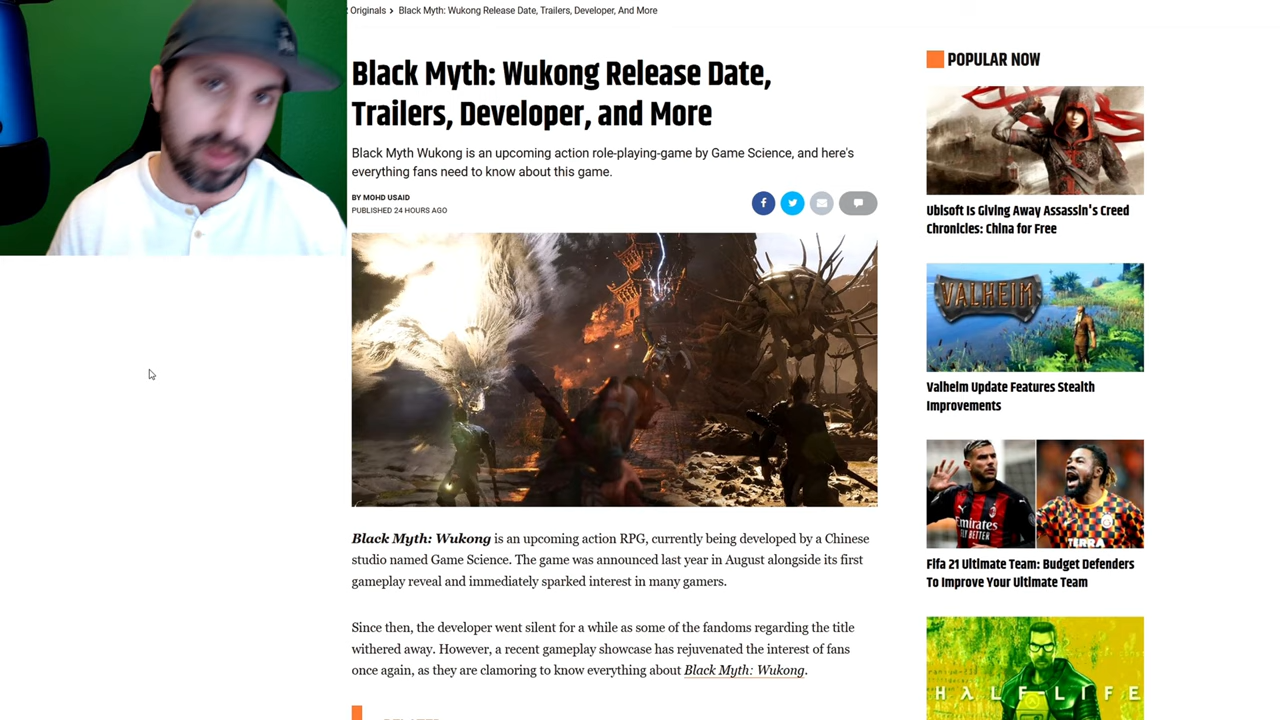 Originals > Black Myth: Wukong Release Date, Trailers, Developer, And More
Black Myth: Wukong Release Date,
Trailers, Developer, and More
Black Myth Wukong is an upcoming action role-playing-game by Game Science, and here's
everything fans need to know about this game.
BY MOHD USAID
PUBLISHED 24 HOURS AGO
Black Myth: Wukong is an upcoming action RPG, currently being developed by a Chinese
studio named Game Science. The game was announced last year in August alongside its first
gameplay reveal and immediately sparked interest in many gamers.
Since then, the developer went silent for a while as some of the fandoms regarding the title
withered away. However, a recent gameplay showcase has rejuvenated the interest of fans
once again, as they are clamoring to know everything about Black Myth: Wukong.
POPULAR NOW
Ubisoft Is Giving Away Assassin's Creed
Chronicles: China for Free
VALHEIM
Valheim Update Features Stealth
Improvements
Emirates
FLY BETTER
TERRA
Fifa 21 Ultimate Team: Budget Defenders
To Improve Your Ultimate Team
HALF-LIFE